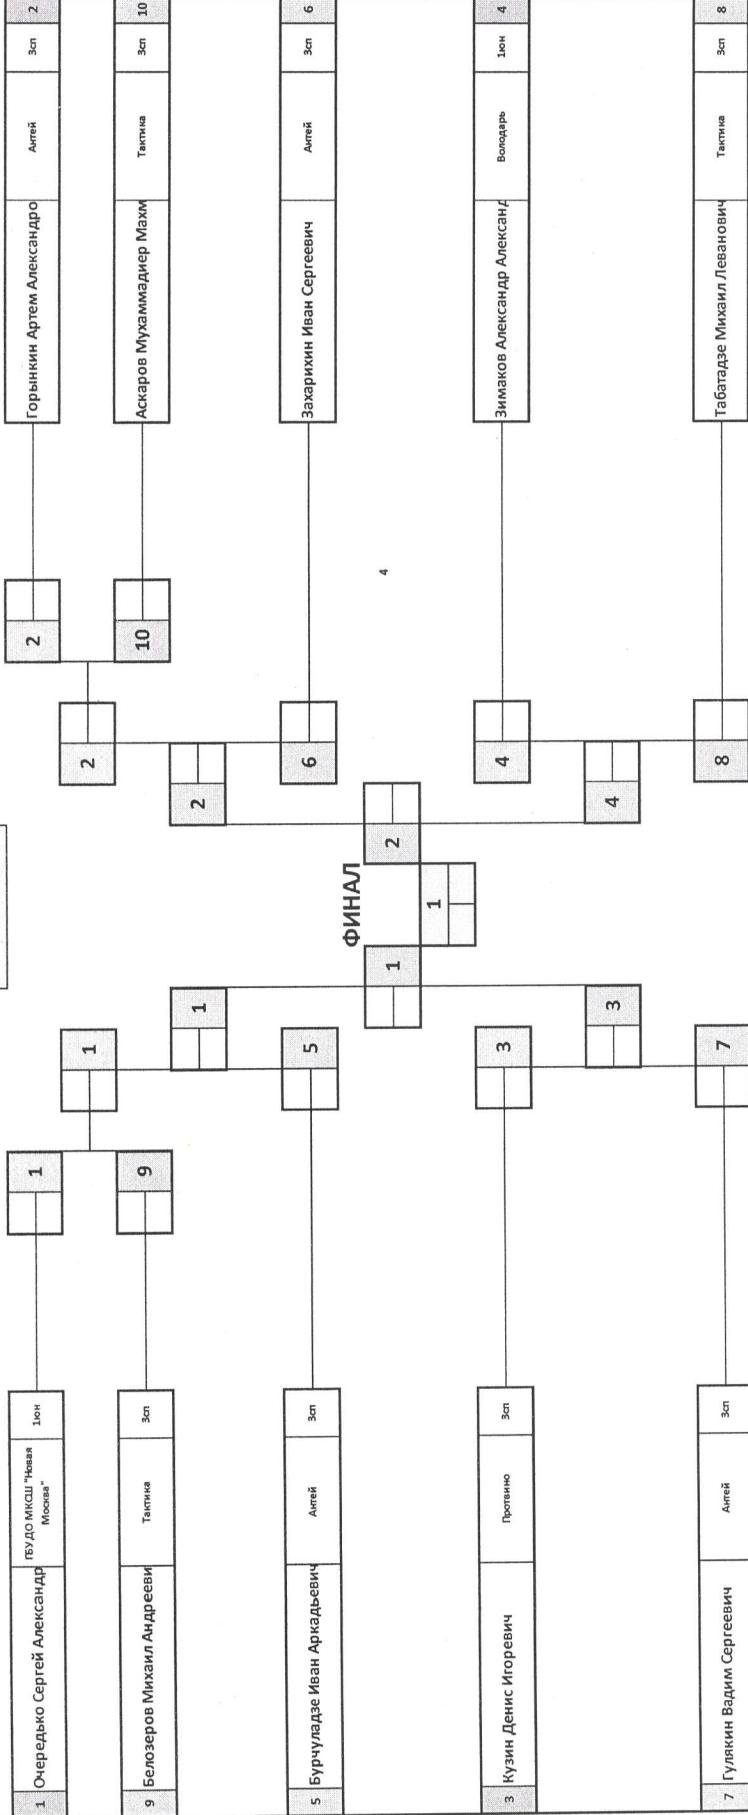 1 Очередько Сергей Александр ГБУ ДО МКСШ "Новая Москва" 1юн
9 Белозеров Михаил Андрееви Тактика 3сп
5 Бурчуладзе Иван Аркадьевич Антей 3сп
3 Кузин Денис Игоревич Протвино 3сп
7 Гулякин Вадим Сергеевич Антей 3сп
1
9
1
5
1
3
7
3
ФИНАЛ
1
1
2
2
4
2
6
4
8
2
10
4
Горынкин Артем Александро Антей 3сп 2
Аскаров Мухаммадиер Махм Тактика 3сп 10
Захарихин Иван Сергеевич Антей 3сп 6
Зимаков Александр Александ Володарь 1юн 4
Табатадзе Михаил Леванович Тактика 3сп 8